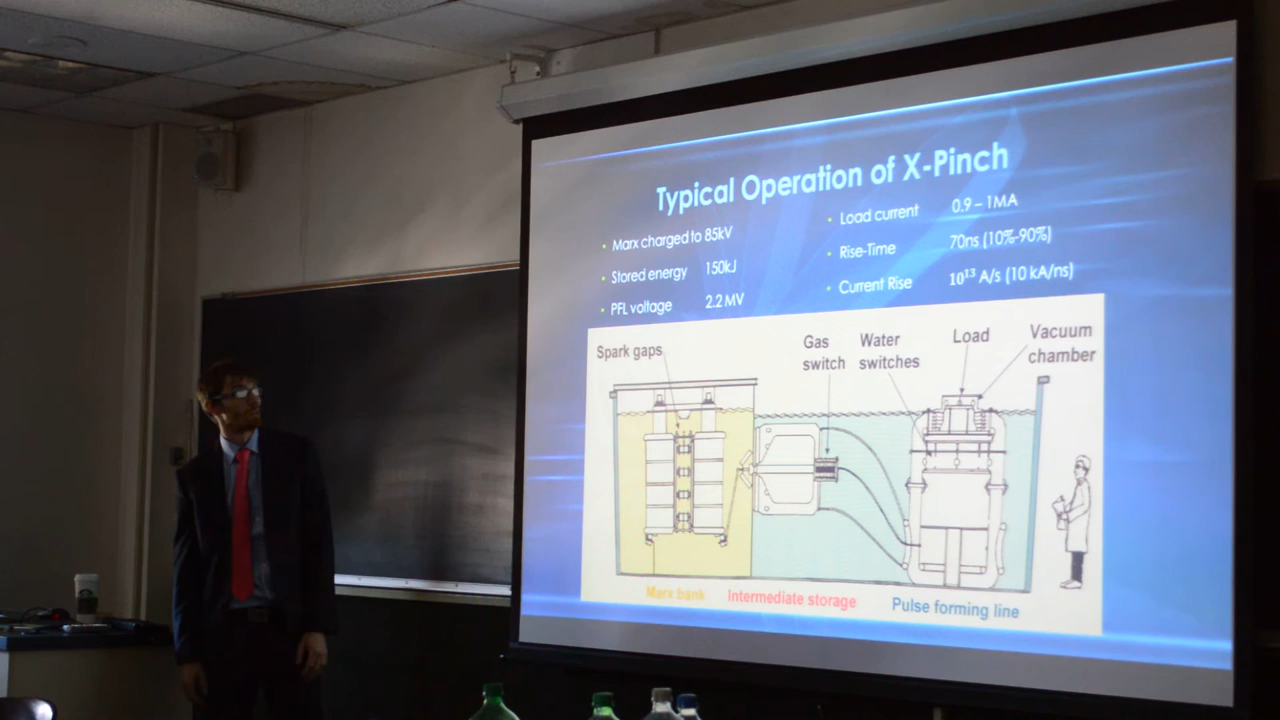 Typical Operation of X-Pinch
Marx charged to 85kV
Stored energy 150kJ
PFL voltage 2.2 MV
Load current 0.9 – 1MA
Rise-Time 70ns (10%-90%)
Current Rise 10¹³ A/s (10 kA/ns)
Spark gaps
Gas switch
Water switches
Load
Vacuum chamber
Marx bank
Intermediate storage
Pulse forming line